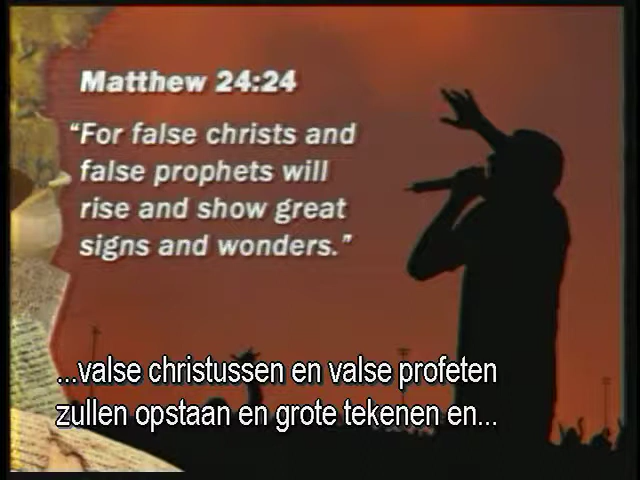 Matthew 24:24
"For false christs and
false prophets will
rise and show great
signs and wonders."
...valse christussen en valse profeten
zullen opstaan en grote tekenen en...